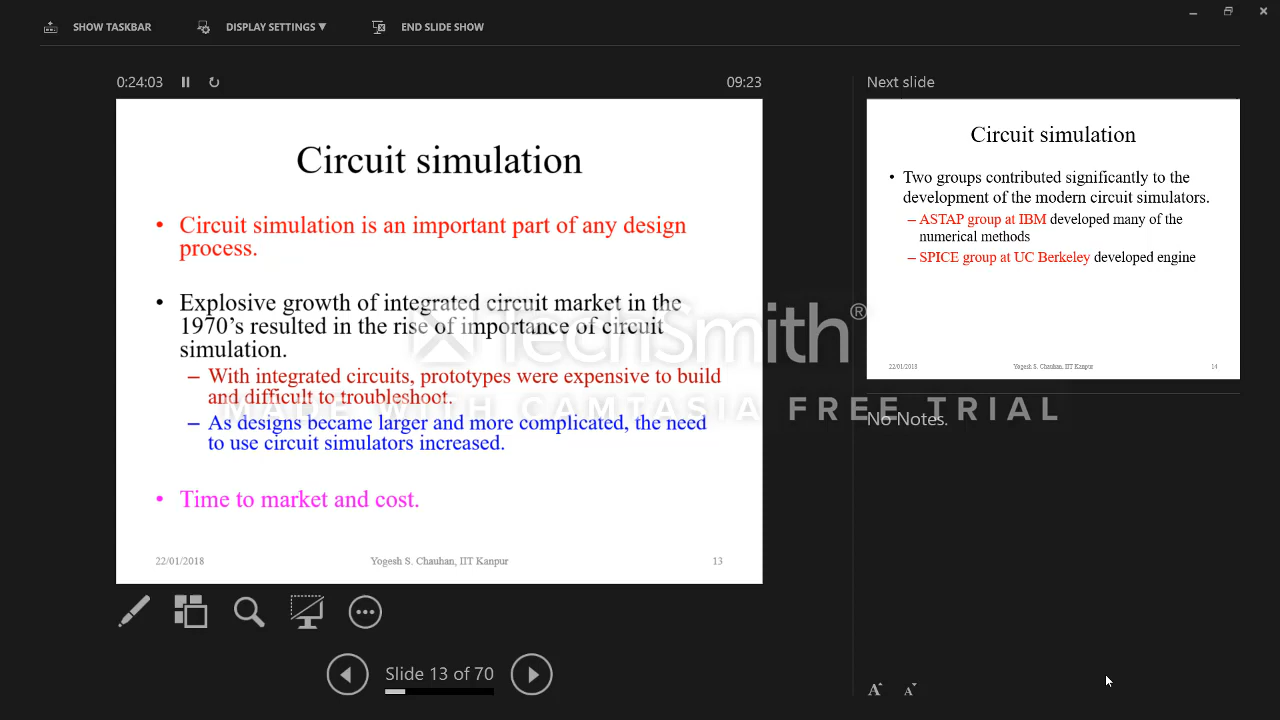 SHOW TASKBAR
DISPLAY SETTINGS ▼
END SLIDE SHOW
0:24:03
09:23
Circuit simulation
• Circuit simulation is an important part of any design
process.
• Explosive growth of integrated circuit market in the
1970's resulted in the rise of importance of circuit
simulation.
– With integrated circuits, prototypes were expensive to build
and difficult to troubleshoot.
– As designs became larger and more complicated, the need
to use circuit simulators increased.
• Time to market and cost.
22/01/2018
Yogesh S. Chauhan, IIT Kanpur
13
Slide 13 of 70
Next slide
Circuit simulation
• Two groups contributed significantly to the
development of the modern circuit simulators.
– ASTAP group at IBM developed many of the
numerical methods
– SPICE group at UC Berkeley developed engine
22/01/2018
Yogesh S. Chauhan, IIT Kanpur
14
No Notes.
A A
TechSmith®
MADE WITH CAMTASIA FREE TRIAL